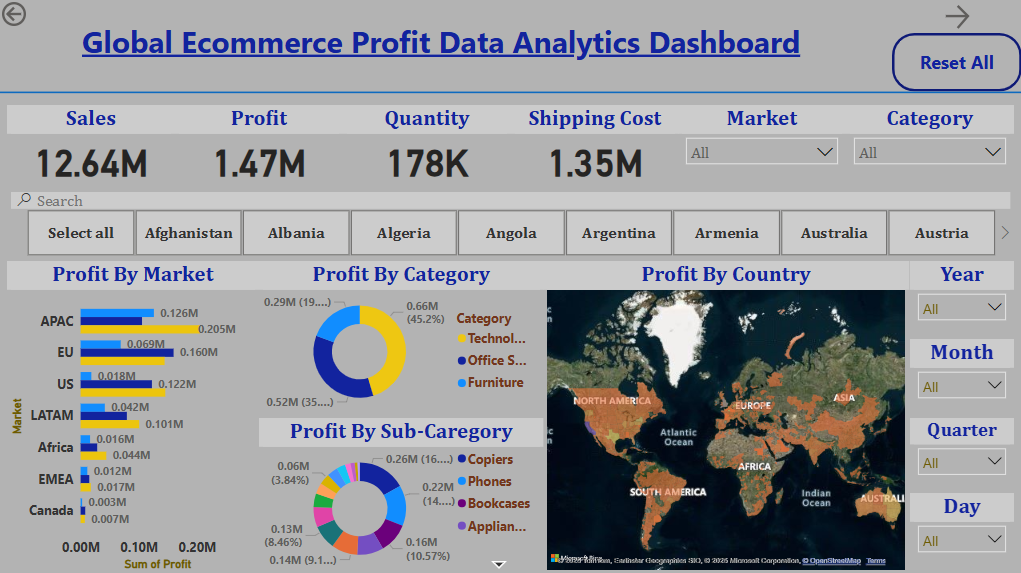 Global Ecommerce Profit Data Analytics Dashboard
Reset All
Sales Profit Quantity Shipping Cost Market Category
12.64M 1.47M 178K 1.35M All All
Search
Select all Afghanistan Albania Algeria Angola Argentina Armenia Australia Austria
Profit By Market
Market
APAC 0.126M 0.205M
EU 0.069M 0.160M
US 0.018M 0.122M
LATAM 0.042M 0.101M
Africa 0.016M 0.044M
EMEA 0.012M 0.017M
Canada 0.003M 0.007M
0.00M 0.10M 0.20M
Sum of Profit
Profit By Category
0.29M (19....)
0.66M
(45.2%)
0.52M (35....)
Category
Technol...
Office S...
Furniture
Profit By Sub-Caregory
0.26M (16....)
0.22M
(14....)
0.16M
(10.57%)
0.14M (9.1...)
0.13M
(8.46%)
0.06M
(3.84%)
Copiers
Phones
Bookcases
Applian...
Profit By Country
NORTH AMERICA
EUROPE
ASIA
Atlantic
Ocean
AFRICA
SOUTH AMERICA
Indian
Ocean
AUSTRALI
Microsoft Bing
© 2025 TomTom, Earthstar Geographics SIO, © 2025 Microsoft Corporation, © OpenStreetMap Terms
Year
All
Month
All
Quarter
All
Day
All